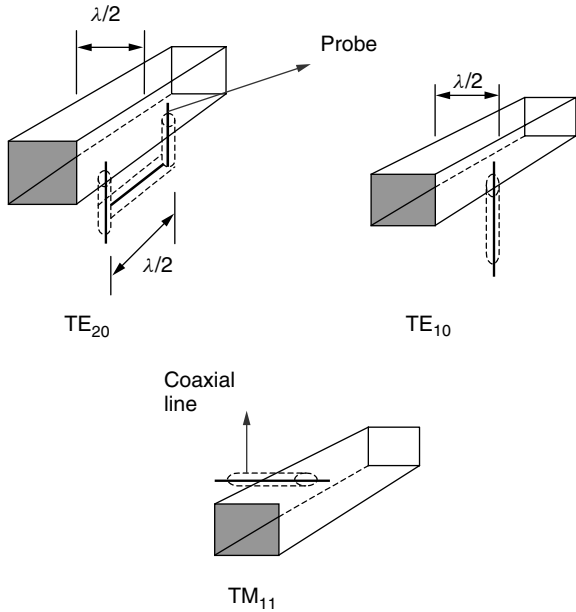 λ/2
Probe
λ/2
λ/2
TE₂₀
TE₁₀
Coaxial
line
TM₁₁